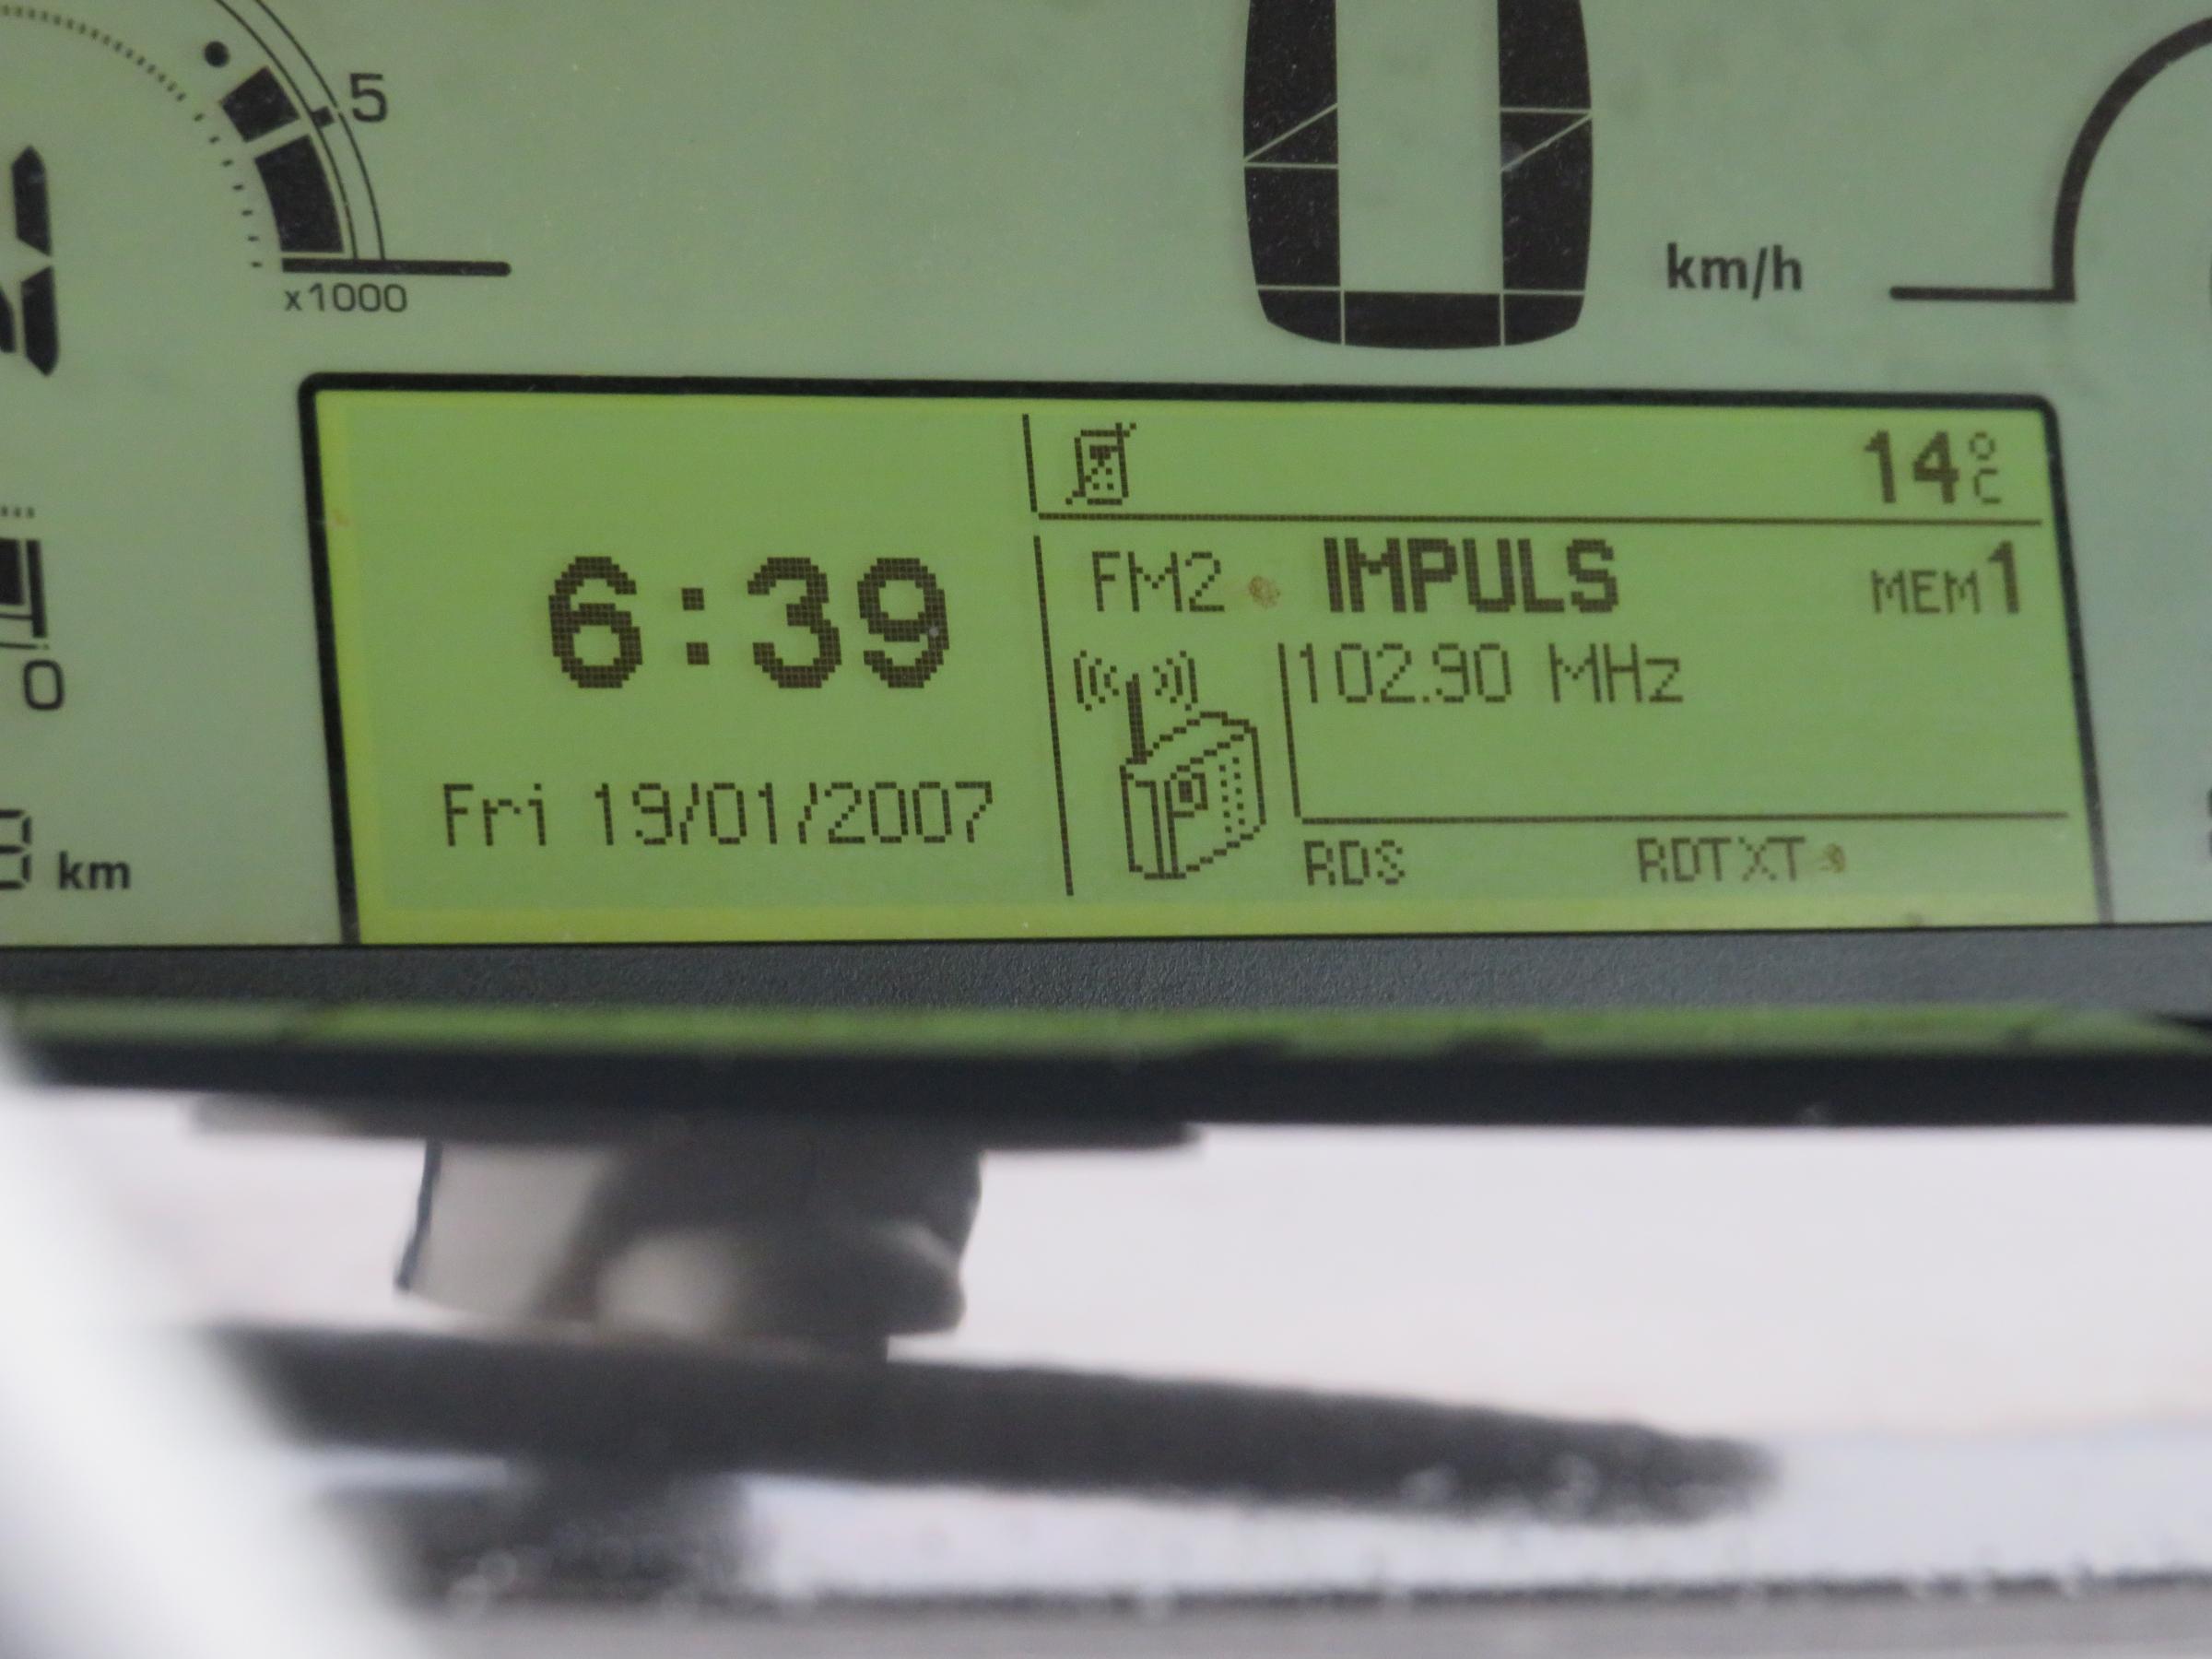 5
x1000
0
km/h
14°C
6:39
FM2 IMPULS MEM1
102.90 MHz
0
Fri 19/01/2007
RDS RDTXT
km